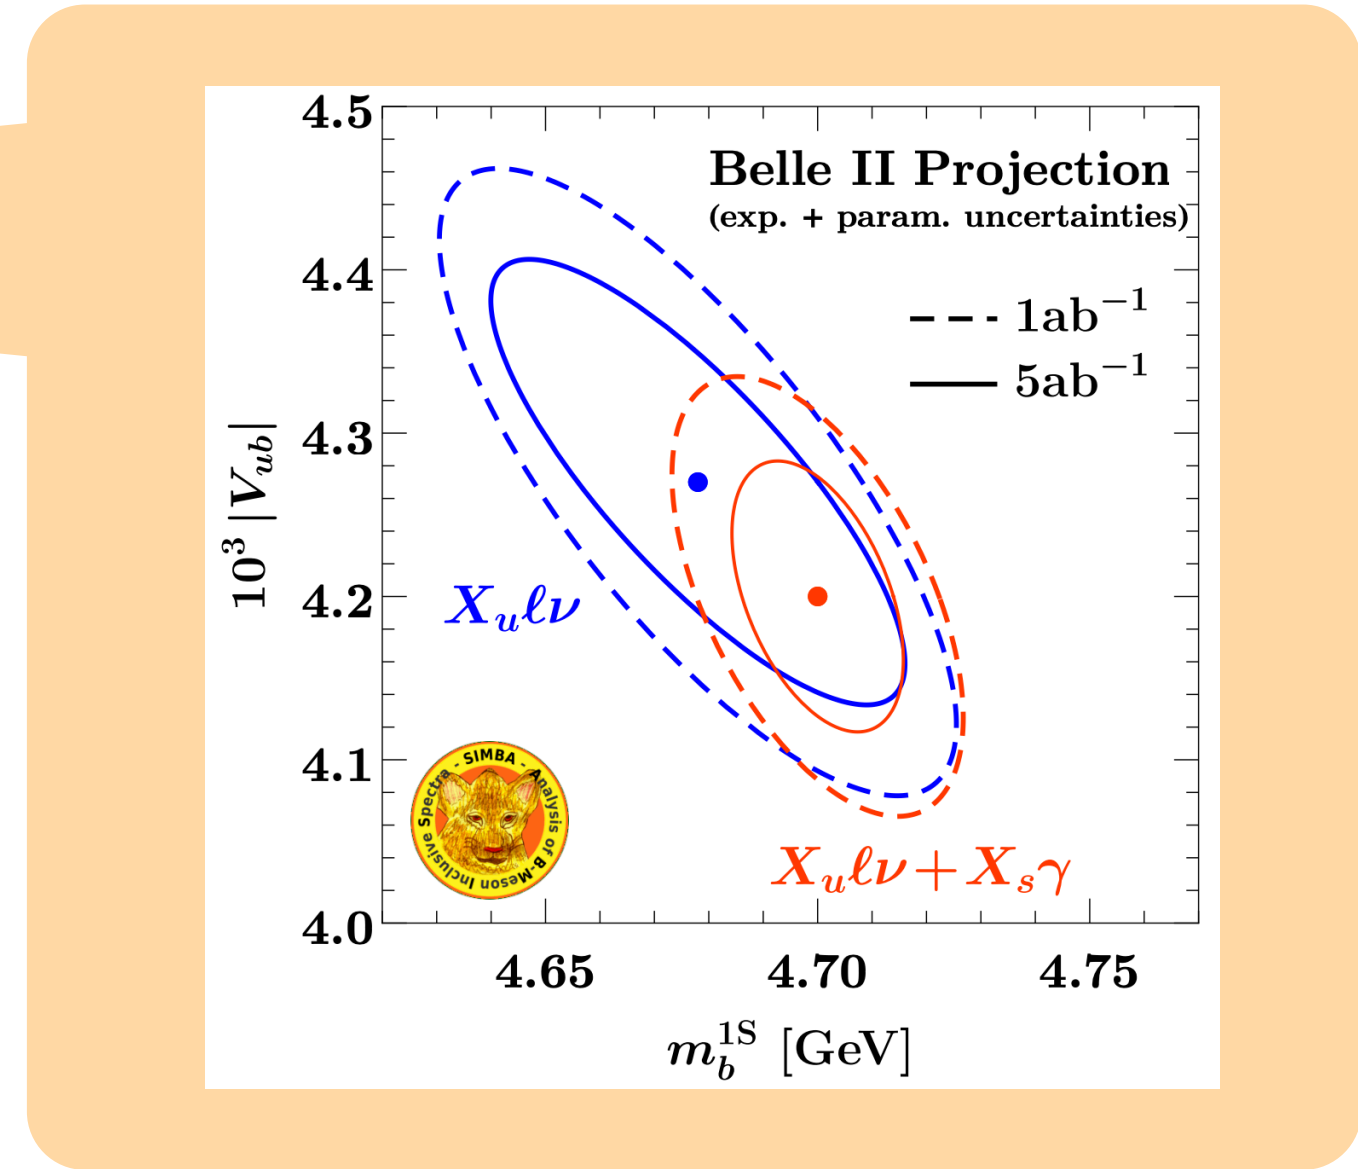 Belle II Projection
(exp. + param. uncertainties)
1ab⁻¹
5ab⁻¹
4.5
4.4
4.3
4.2
4.1
4.0
10³ |V_{ub}|
X_uℓν
SIMBA - Analysis of B-Meson Inclusive Spectra -
X_uℓν+X_sγ
4.65 4.70 4.75
m_b^{1S} [GeV]